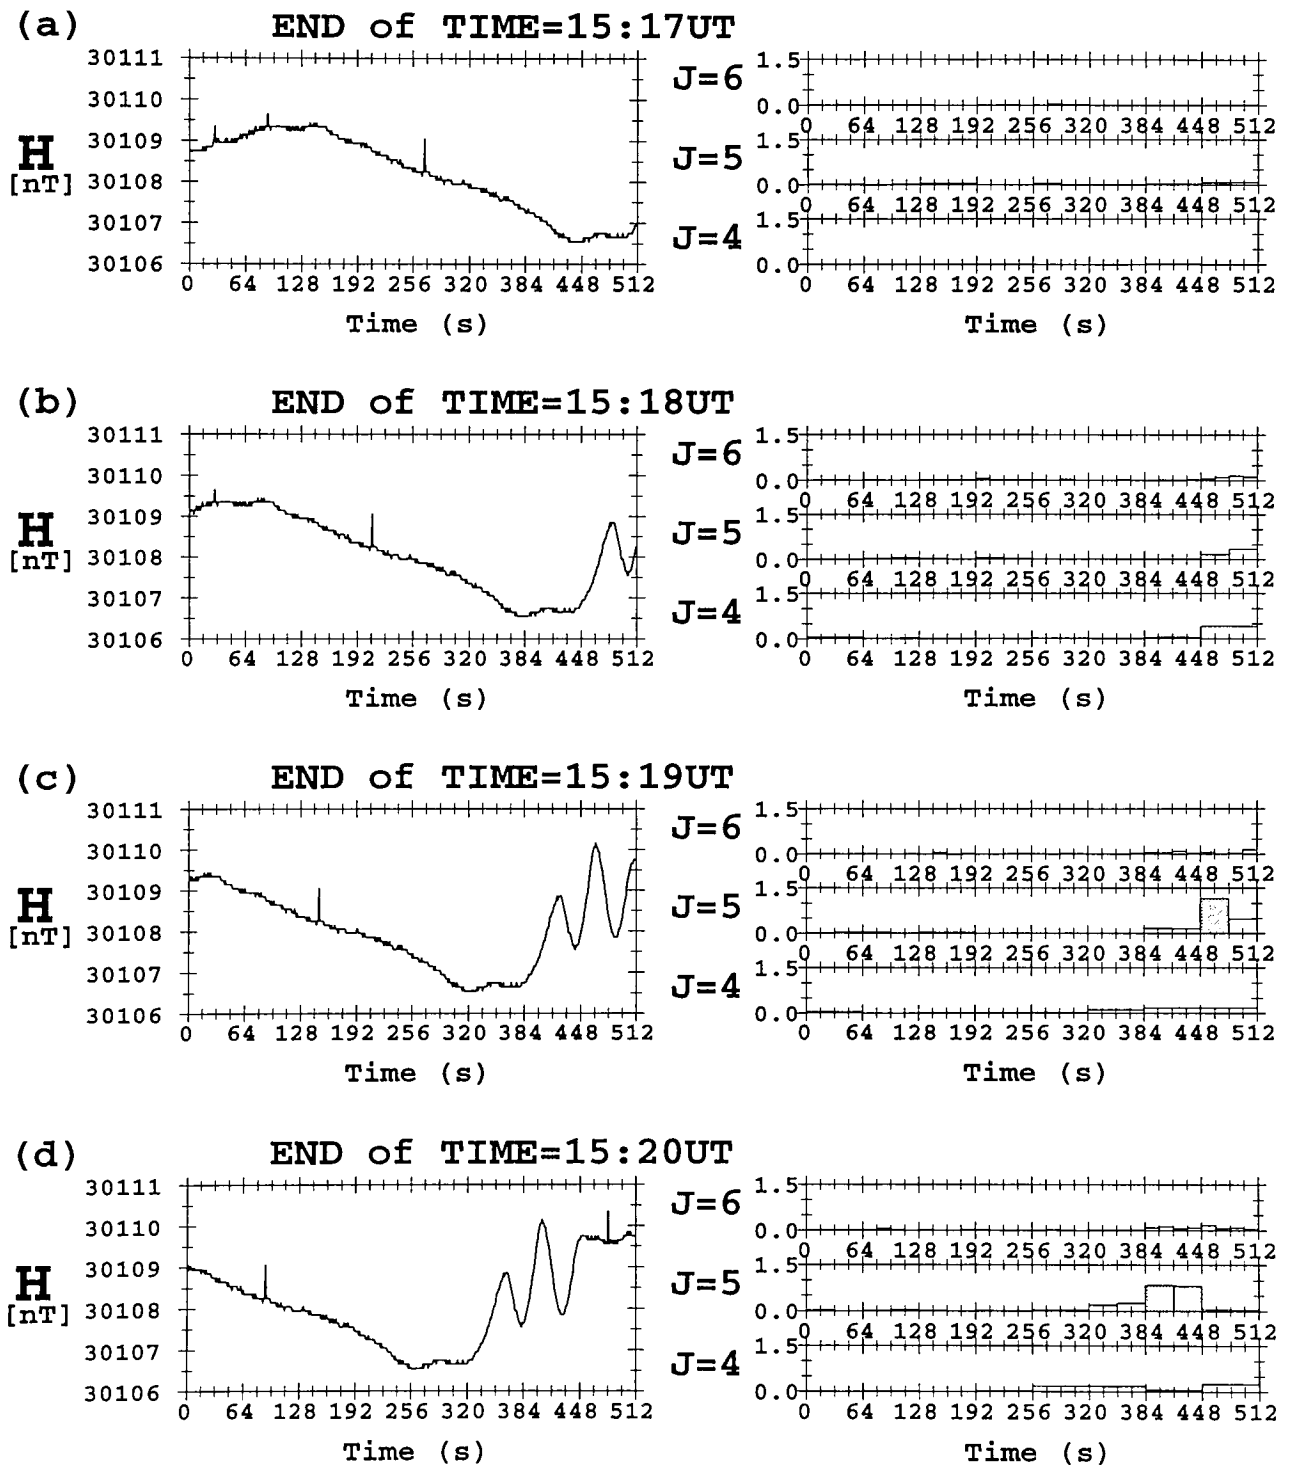 (a) END of TIME=15:17UT
30111
30110
30109
30108
30107
30106
H
[nT]
0 64 128 192 256 320 384 448 512
Time (s)
J=6
1.5
0.0
0 64 128 192 256 320 384 448 512
J=5
1.5
0.0
0 64 128 192 256 320 384 448 512
J=4
1.5
0.0
0 64 128 192 256 320 384 448 512
Time (s)
(b) END of TIME=15:18UT
30111
30110
30109
30108
30107
30106
H
[nT]
0 64 128 192 256 320 384 448 512
Time (s)
J=6
1.5
0.0
0 64 128 192 256 320 384 448 512
J=5
1.5
0.0
0 64 128 192 256 320 384 448 512
J=4
1.5
0.0
0 64 128 192 256 320 384 448 512
Time (s)
(c) END of TIME=15:19UT
30111
30110
30109
30108
30107
30106
H
[nT]
0 64 128 192 256 320 384 448 512
Time (s)
J=6
1.5
0.0
0 64 128 192 256 320 384 448 512
J=5
1.5
0.0
0 64 128 192 256 320 384 448 512
J=4
1.5
0.0
0 64 128 192 256 320 384 448 512
Time (s)
(d) END of TIME=15:20UT
30111
30110
30109
30108
30107
30106
H
[nT]
0 64 128 192 256 320 384 448 512
Time (s)
J=6
1.5
0.0
0 64 128 192 256 320 384 448 512
J=5
1.5
0.0
0 64 128 192 256 320 384 448 512
J=4
1.5
0.0
0 64 128 192 256 320 384 448 512
Time (s)